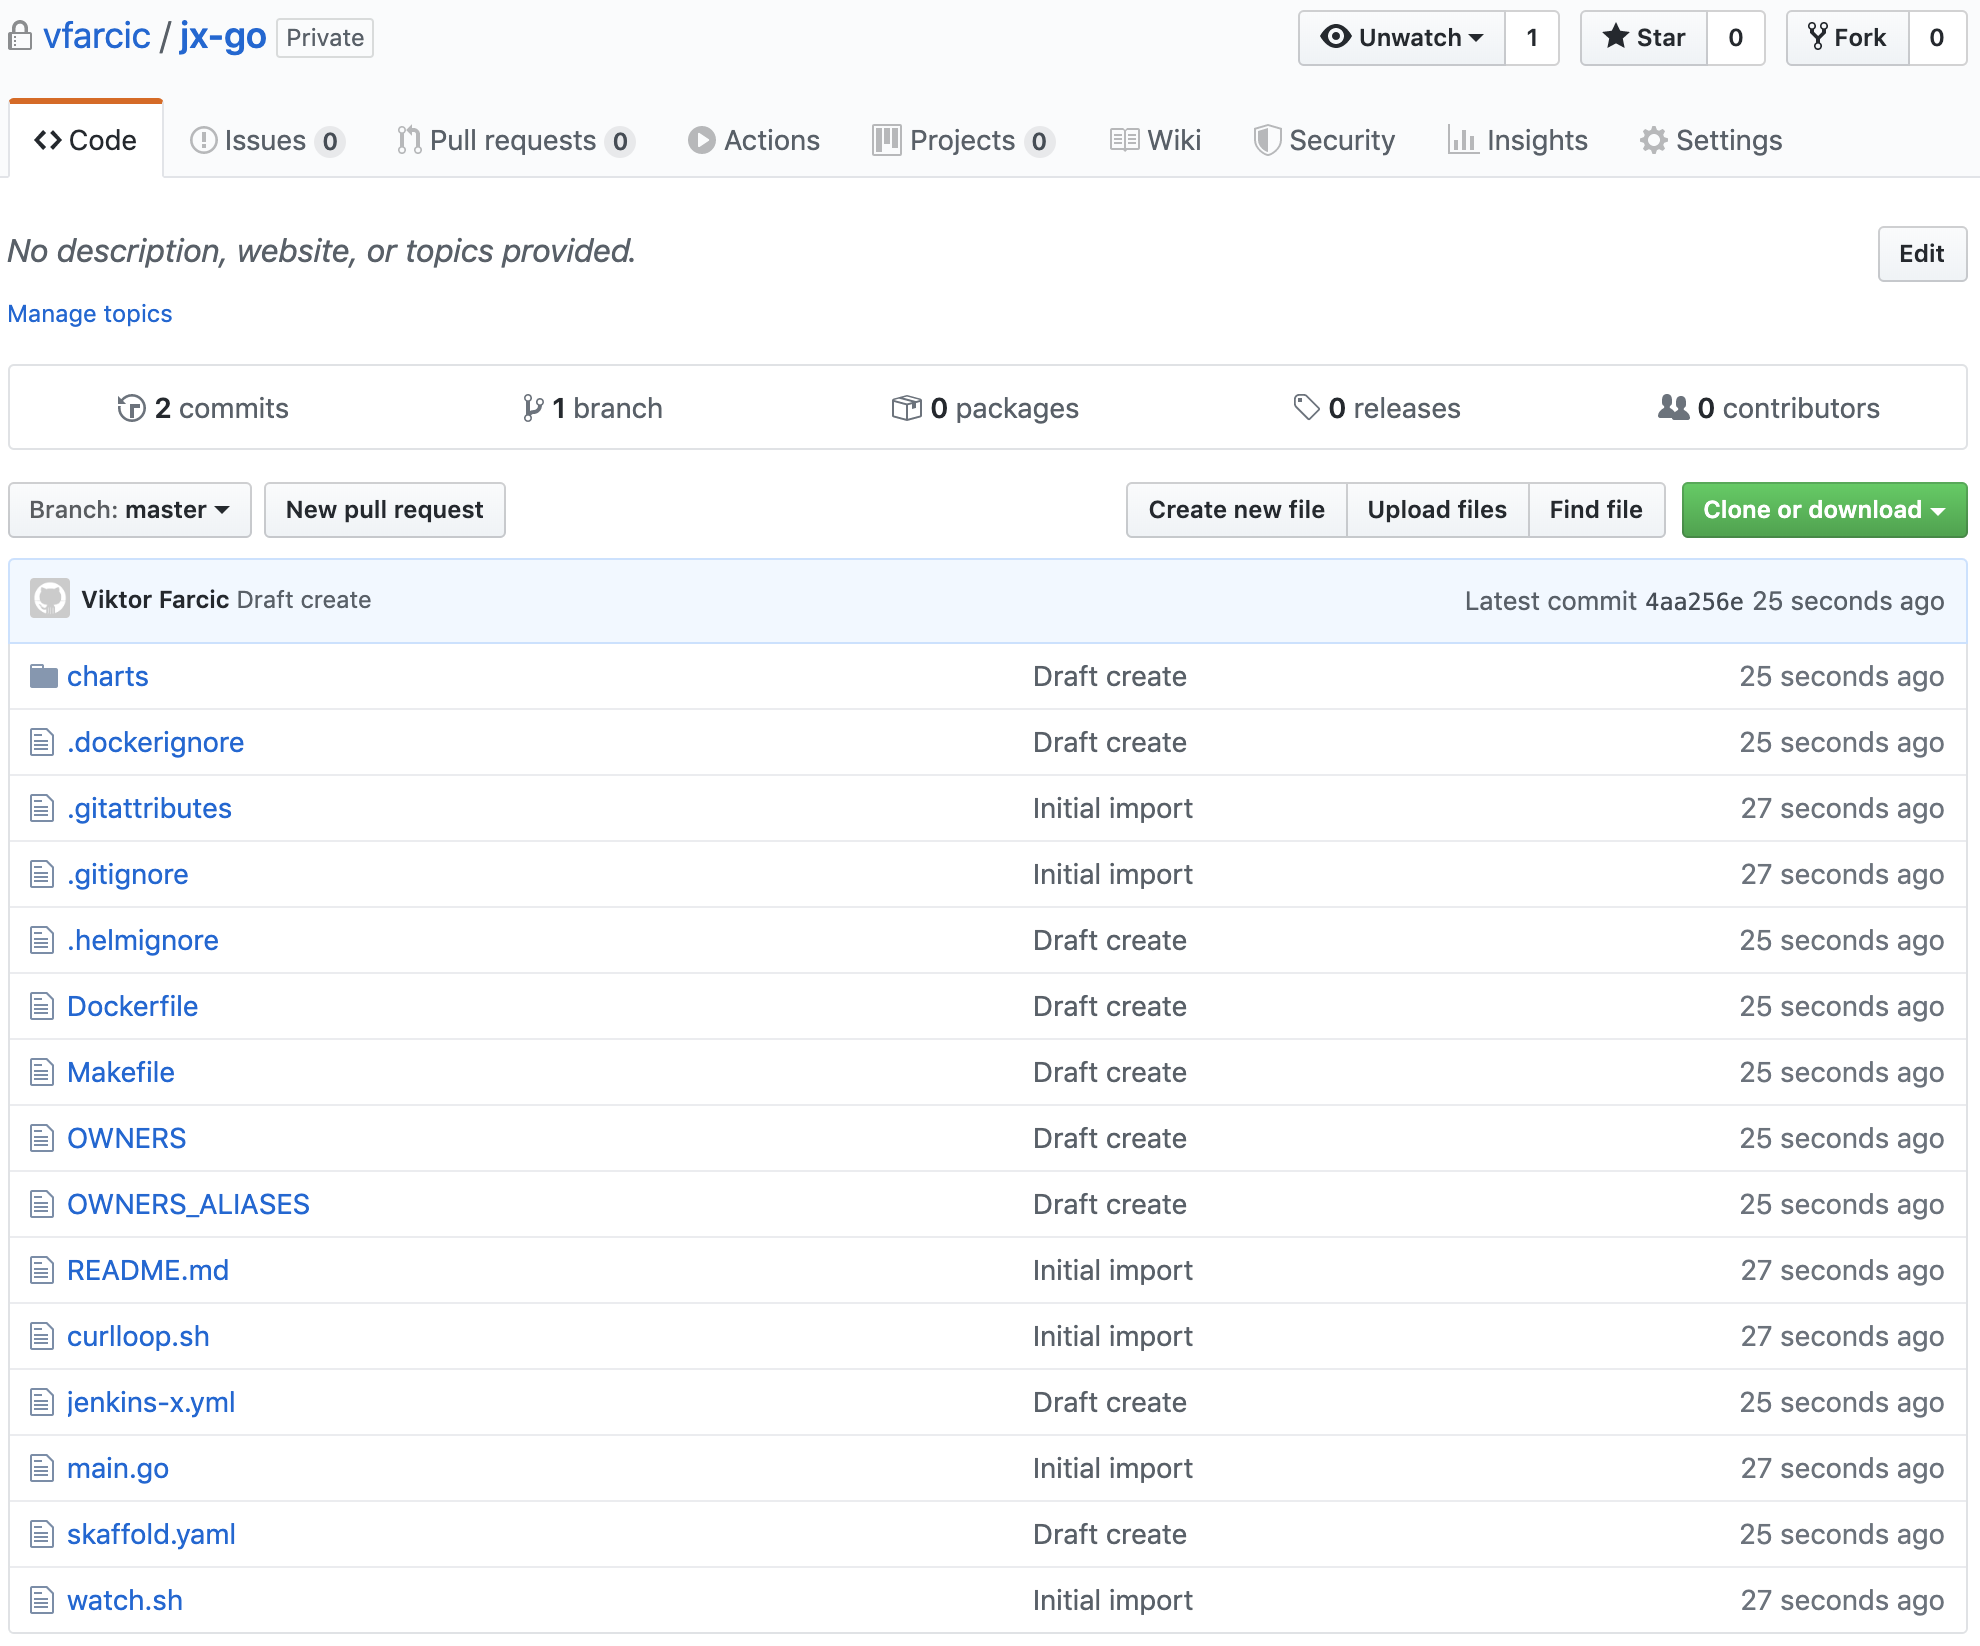 vfarcic / jx-go Private Unwatch 1 Star 0 Fork 0
Code Issues 0 Pull requests 0 Actions Projects 0 Wiki Security Insights Settings
No description, website, or topics provided. Edit
Manage topics
2 commits 1 branch 0 packages 0 releases 0 contributors
Branch: master New pull request Create new file Upload files Find file Clone or download
Viktor Farcic Draft create Latest commit 4aa256e 25 seconds ago
charts Draft create 25 seconds ago
.dockerignore Draft create 25 seconds ago
.gitattributes Initial import 27 seconds ago
.gitignore Initial import 27 seconds ago
.helmignore Draft create 25 seconds ago
Dockerfile Draft create 25 seconds ago
Makefile Draft create 25 seconds ago
OWNERS Draft create 25 seconds ago
OWNERS_ALIASES Draft create 25 seconds ago
README.md Initial import 27 seconds ago
curlloop.sh Initial import 27 seconds ago
jenkins-x.yml Draft create 25 seconds ago
main.go Initial import 27 seconds ago
skaffold.yaml Draft create 25 seconds ago
watch.sh Initial import 27 seconds ago